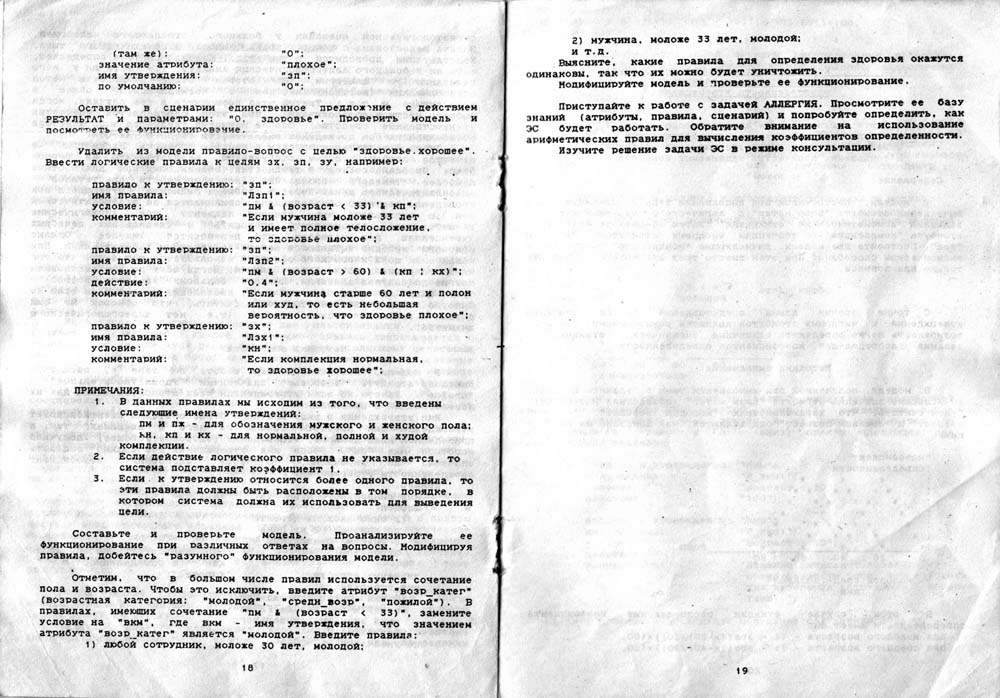 (там же): "0";
значение атрибута: "плохое";
имя утверждения: "зп";
по умолчанию: "0";
Оставить в сценарии единственное предложение с действием
РЕЗУЛЬТАТ и параметрами: "0, здоровье". Проверить модель и
посмотреть ее функционирование.
Удалить из модели правило-вопрос с целью "здоровье.хорошее".
Ввести логические правила к целям зх, зп, зу, например:
правило к утверждению: "зп";
имя правила: "Лзп1";
условие: "пм & (возраст < 33) & кп";
комментарий: "Если мужчина моложе 33 лет
и имеет полное телосложение,
то здоровье плохое";
правило к утверждению: "зп";
имя правила: "Лзп2";
условие: "пм & (возраст > 60) & (кп ¦ кх)";
действие: "0.4";
комментарий: "Если мужчина старше 60 лет и полон
или худ, то есть небольшая
вероятность, что здоровье плохое";
правило к утверждению: "зх";
имя правила: "Лзх1";
условие: "кн";
комментарий: "Если комплекция нормальная,
то здоровье хорошее";
ПРИМЕЧАНИЯ:
1. В данных правилах мы исходим из того, что введены
следующие имена утверждений:
пм и пж - для обозначения мужского и женского пола;
кн, кп и кх - для нормальной, полной и худой
комплекции.
2. Если действие логического правила не указывается, то
система подставляет коэффициент 1.
3. Если к утверждению относится более одного правила, то
эти правила должны быть расположены в том порядке, в
котором система должна их использовать для выведения
цели.
Составьте и проверьте модель. Проанализируйте ее
функционирование при различных ответах на вопросы. Модифицируя
правила, добейтесь "разумного" функционирования модели.
Отметим, что в большом числе правил используется сочетание
пола и возраста. Чтобы это исключить, введите атрибут "возр_катег"
(возрастная категория: "молодой", "средн_возр", "пожилой"). В
правилах, имеющих сочетание "пм & (возраст < 33)", замените
условие на "вкм", где вкм - имя утверждения, что значением
атрибута "возр_катег" является "молодой". Введите правила:
1) любой сотрудник, моложе 30 лет, молодой;
18
2) мужчина, моложе 33 лет, молодой;
и т.д.
Выясните, какие правила для определения здоровья окажутся
одинаковы, так что их можно будет уничтожить.
Модифицируйте модель и проверьте ее функционирование.
Приступайте к работе с задачей АЛЛЕРГИЯ. Просмотрите ее базу
знаний (атрибуты, правила, сценарий) и попробуйте определить, как
ЭС будет работать. Обратите внимание на использование
арифметических правил для вычисления коэффициентов определенности.
Изучите решение задачи ЭС в режиме консультации.
19